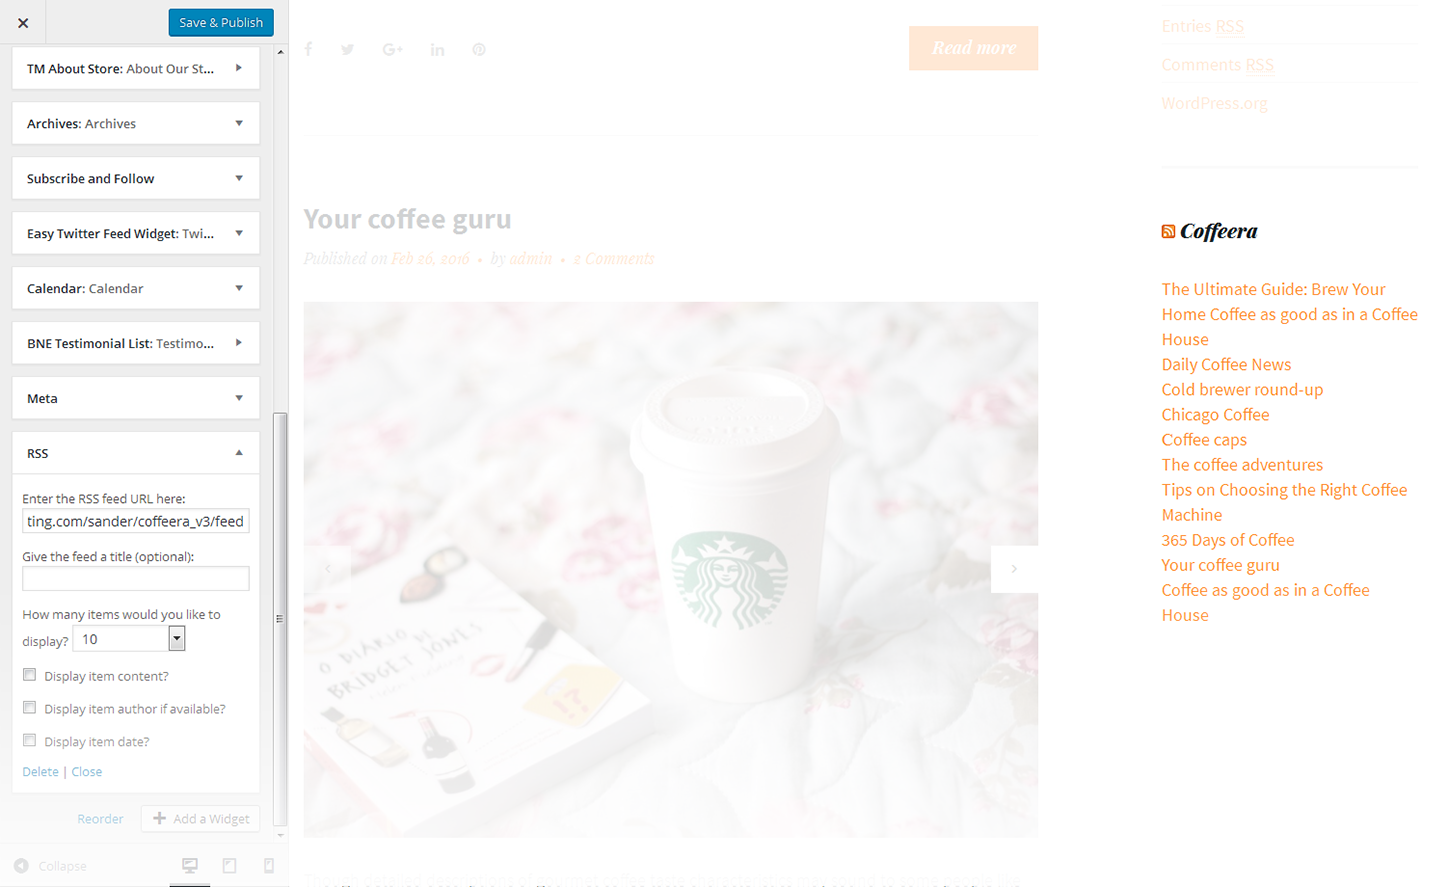 Save & Publish
TM About Store: About Our St...
Archives: Archives
Subscribe and Follow
Easy Twitter Feed Widget: Twi...
Calendar: Calendar
BNE Testimonial List: Testimo...
Meta
RSS
Enter the RSS feed URL here:
ting.com/sander/coffeera_v3/feed
Give the feed a title (optional):
How many items would you like to
display? 10
Display item content?
Display item author if available?
Display item date?
Delete | Close
Reorder
Add a Widget
Collapse
Read more
Your coffee guru
Published on Feb 26, 2016 • by admin • 2 Comments
O DIÁRIO DE
BRIDGET JONES
Entries RSS
Comments RSS
WordPress.org
Coffeera
The Ultimate Guide: Brew Your
Home Coffee as good as in a Coffee
House
Daily Coffee News
Cold brewer round-up
Chicago Coffee
Coffee caps
The coffee adventures
Tips on Choosing the Right Coffee
Machine
365 Days of Coffee
Your coffee guru
Coffee as good as in a Coffee
House